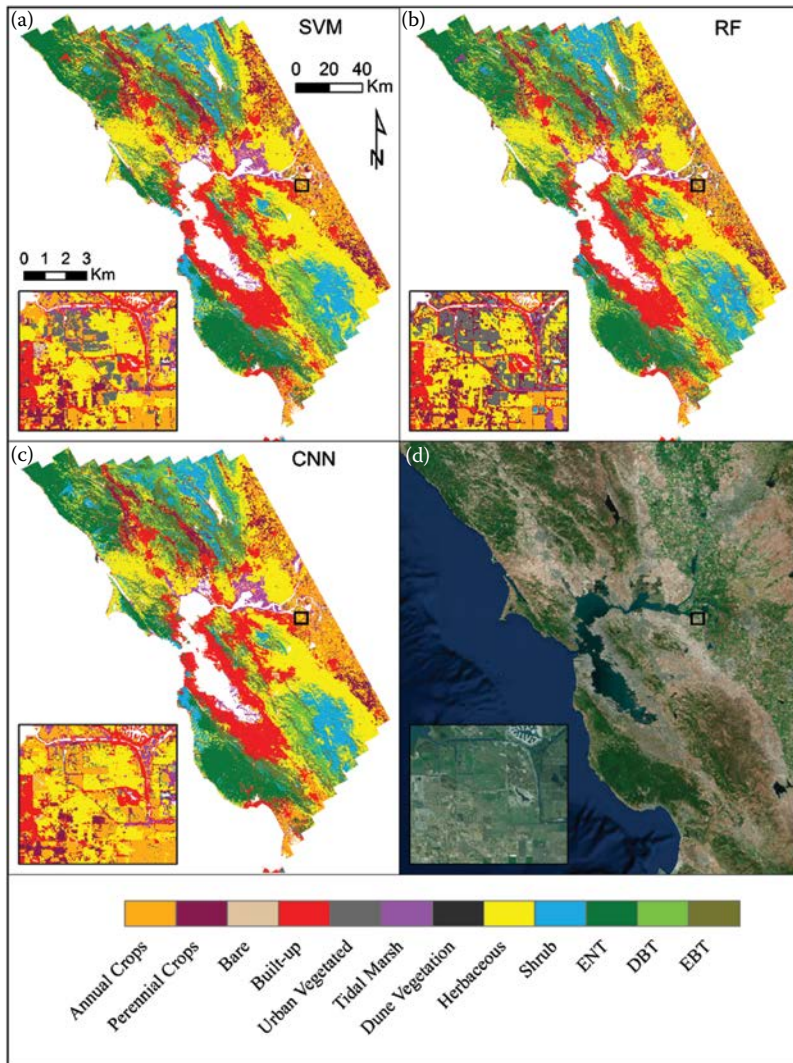 (a)
SVM
0 20 40
Km
N
0 1 2 3
Km
(b)
RF
(c)
CNN
(d)
Annual Crops
Perennial Crops
Bare
Built-up
Urban Vegetated
Tidal Marsh
Dune Vegetation
Herbaceous
Shrub
ENT
DBT
EBT